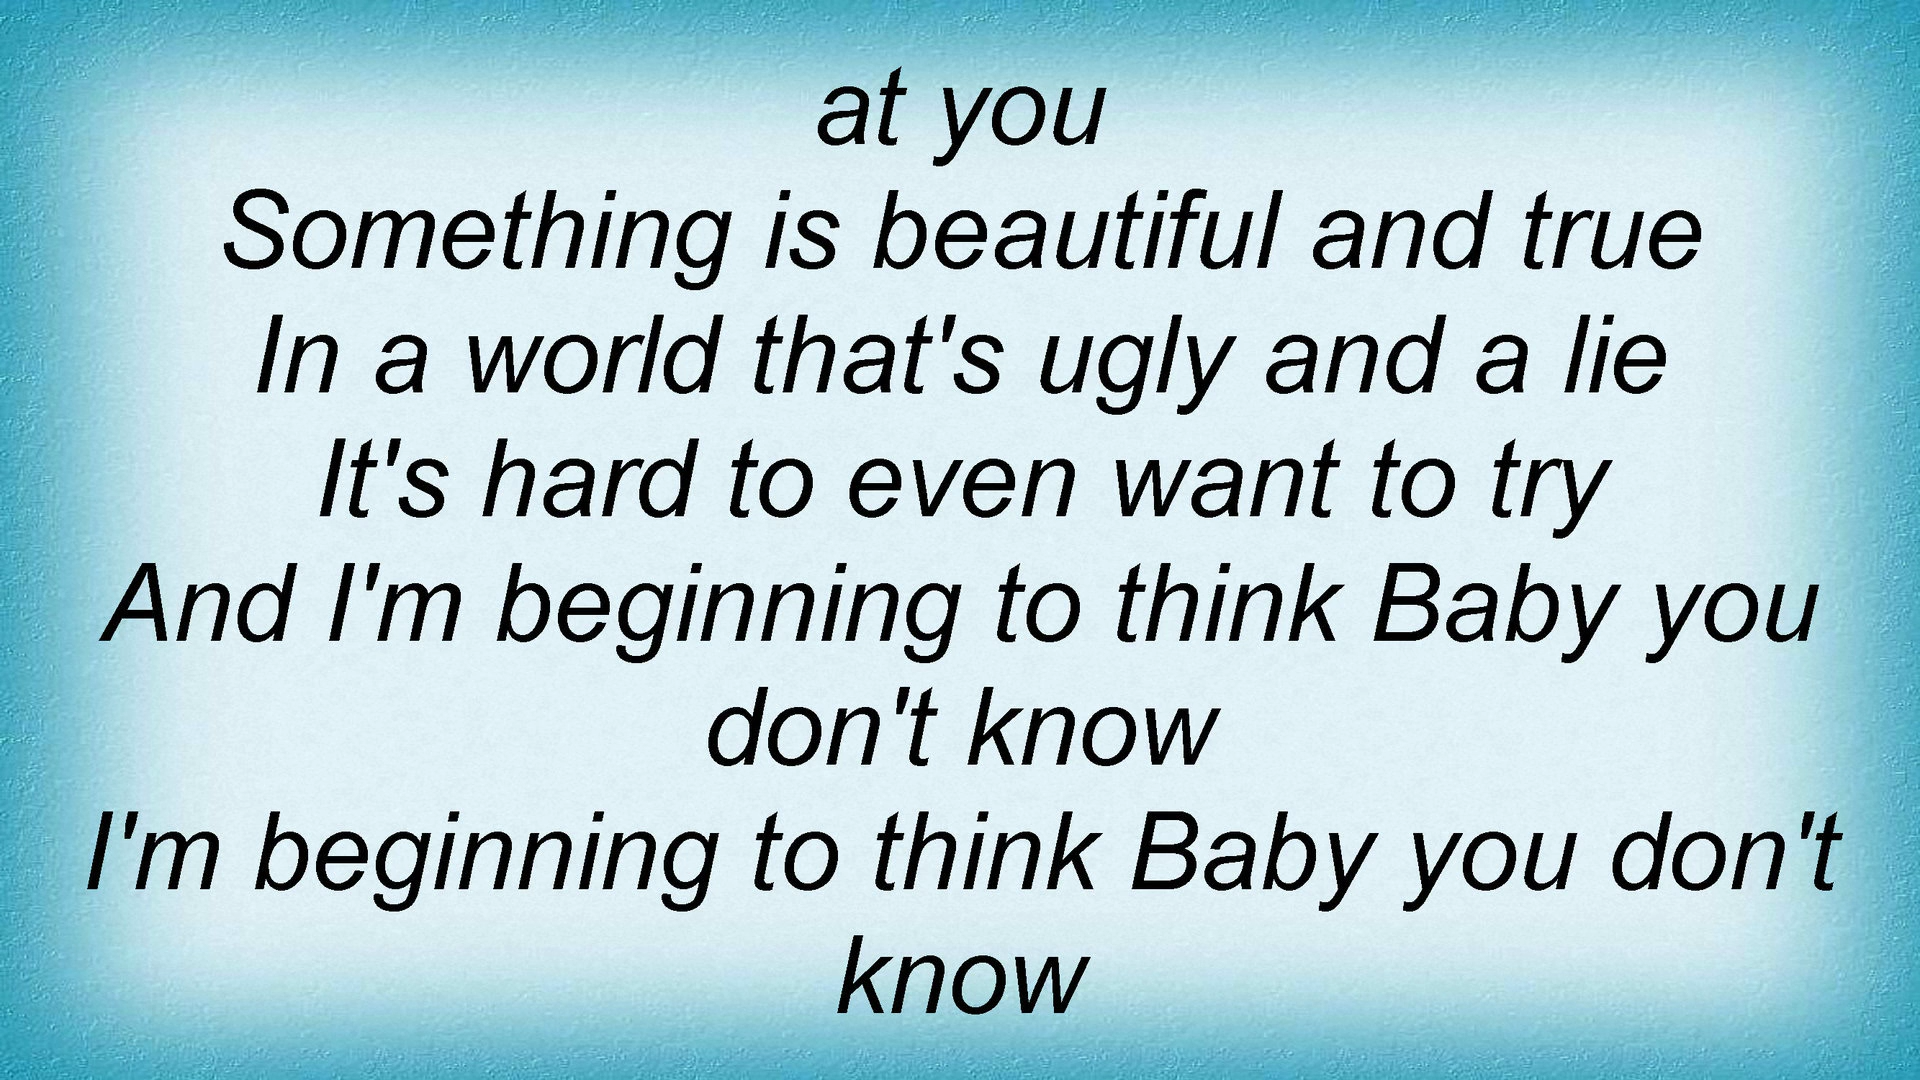 at you
Something is beautiful and true
In a world that's ugly and a lie
It's hard to even want to try
And I'm beginning to think Baby you
don't know
I'm beginning to think Baby you don't
know